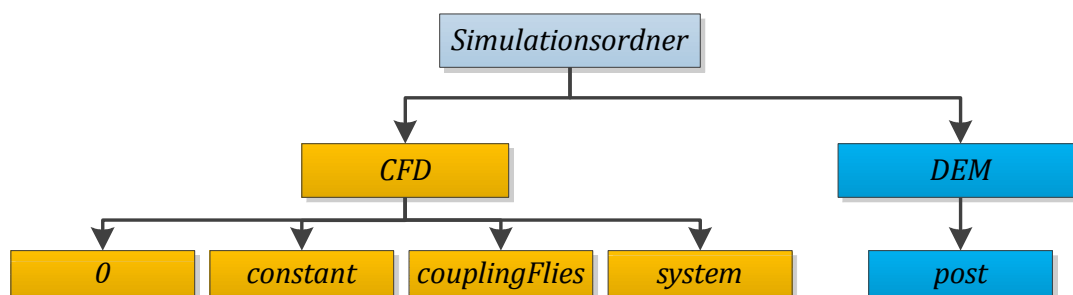 Simulationsordner
CFD
DEM
0
constant
couplingFlies
system
post